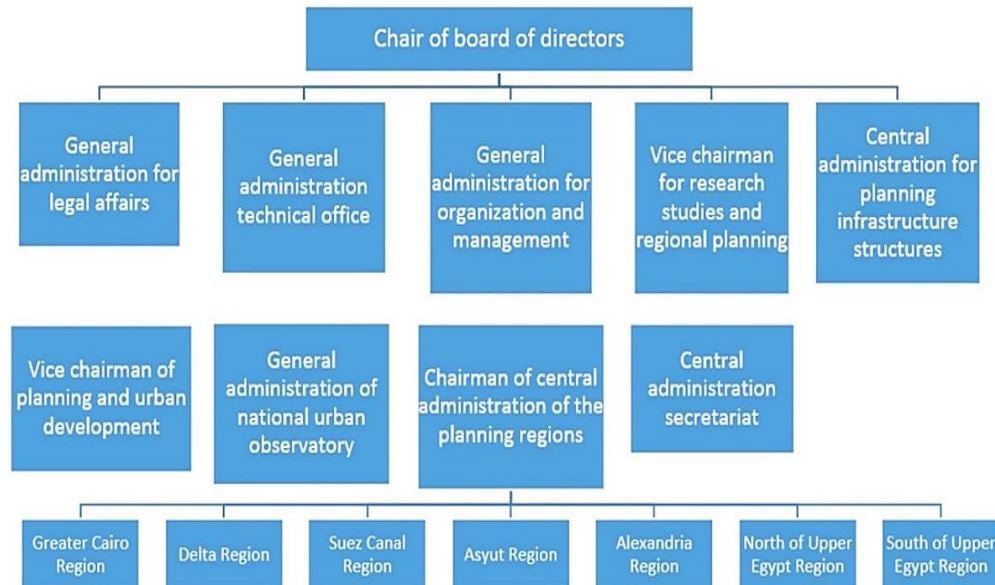 Chair of board of directors
General
administration for
legal affairs
General
administration
technical office
General
administration for
organization and
management
Vice chairman
for research
studies and
regional planning
Central
administration for
planning
infrastructure
structures
Vice chairman of
planning and urban
development
General
administration of
national urban
observatory
Chairman of central
administration of the
planning regions
Central
administration
secretariat
Greater Cairo
Region
Delta Region
Suez Canal
Region
Asyut Region
Alexandria
Region
North of Upper
Egypt Region
South of Upper
Egypt Region